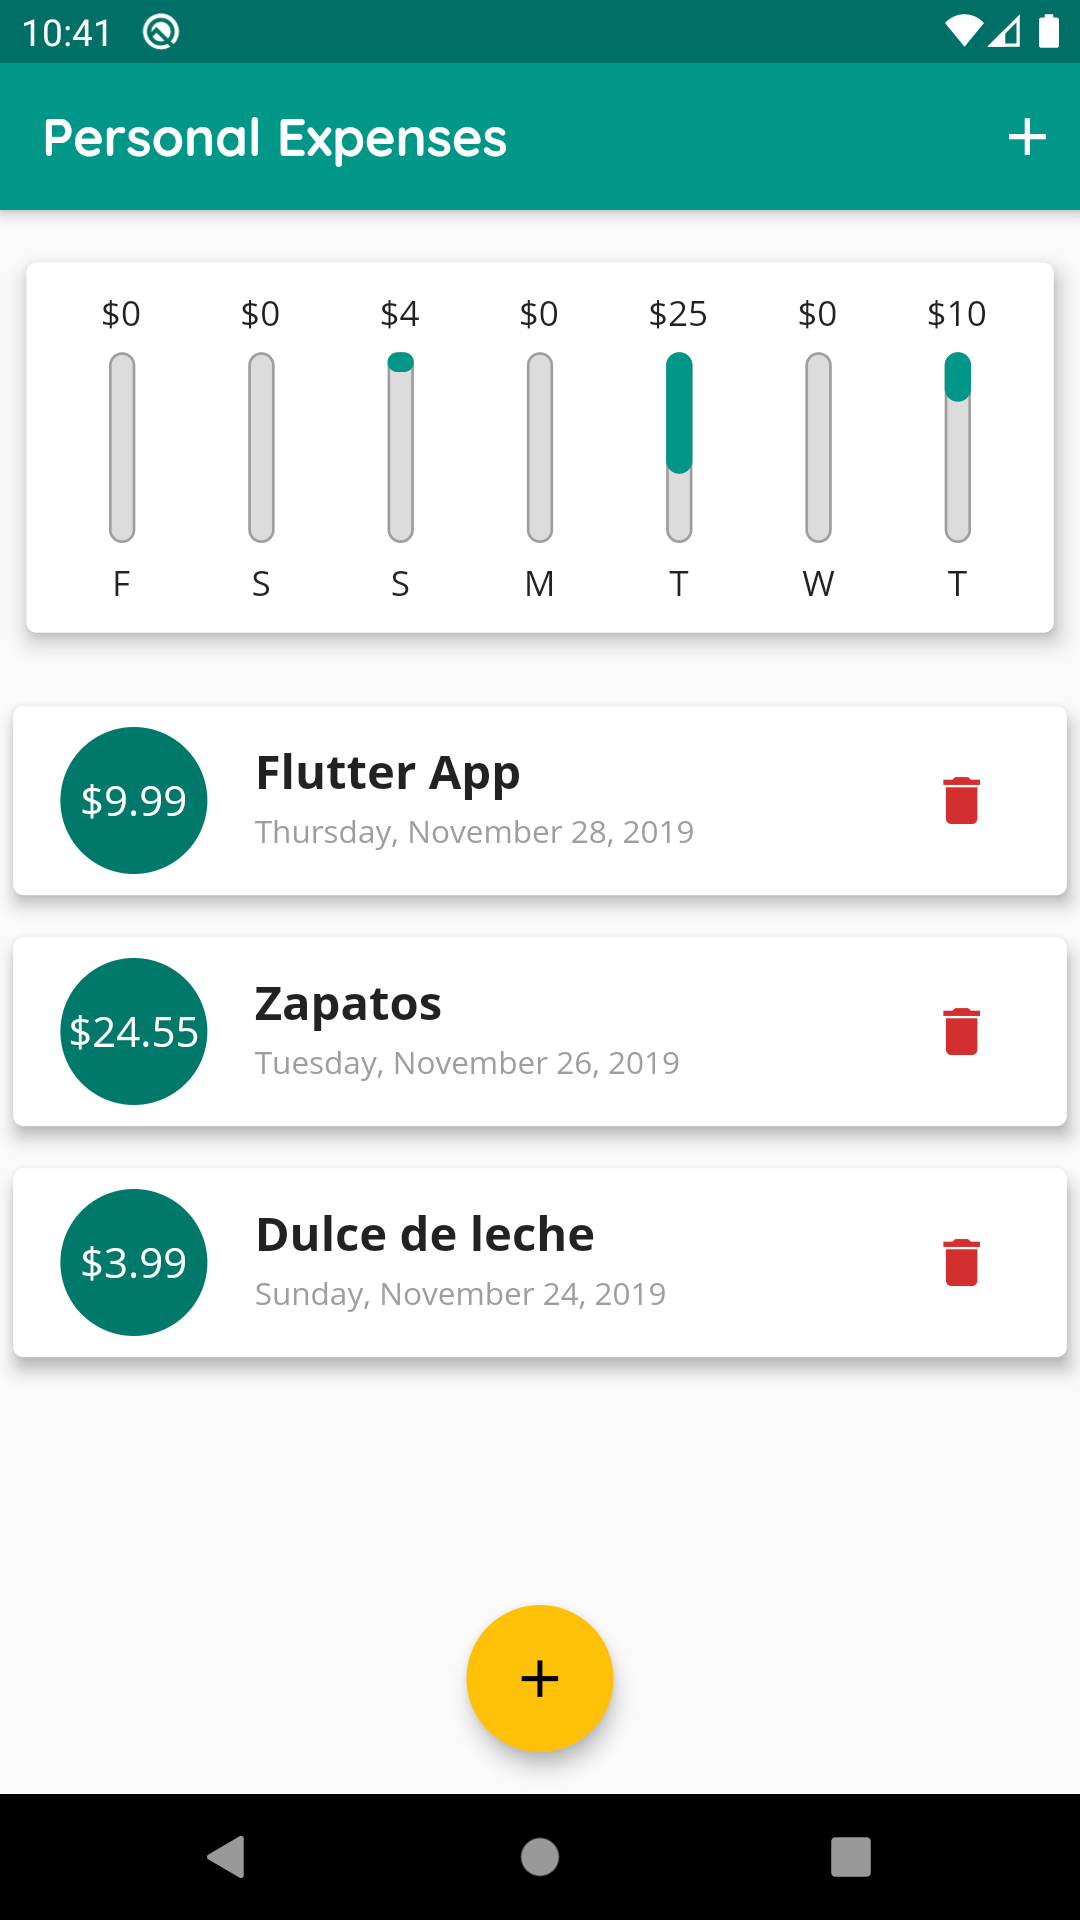 10:41
Personal Expenses
$0 $0 $4 $0 $25 $0 $10
F S S M T W T
$9.99
Flutter App
Thursday, November 28, 2019
$24.55
Zapatos
Tuesday, November 26, 2019
$3.99
Dulce de leche
Sunday, November 24, 2019